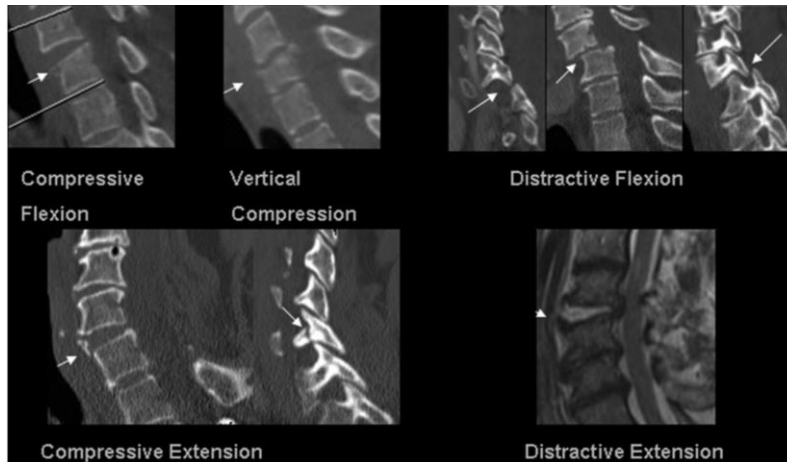 Compressive
Flexion
Vertical
Compression
Distractive Flexion
Compressive Extension
Distractive Extension